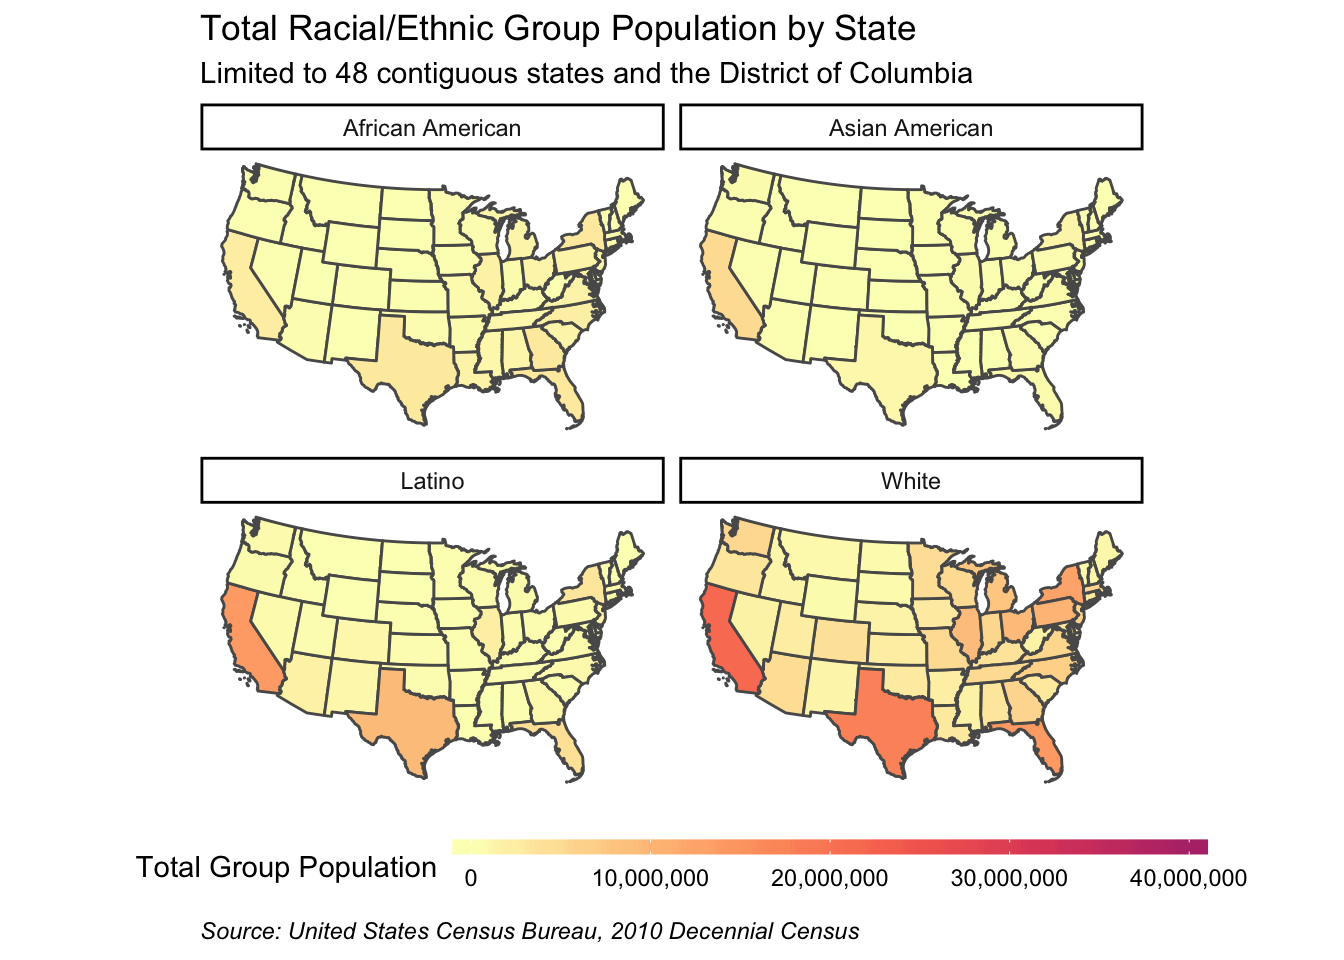 Total Racial/Ethnic Group Population by State
Limited to 48 contiguous states and the District of Columbia
African American
Asian American
Latino
White
Total Group Population
0
10,000,000
20,000,000
30,000,000
40,000,000
Source: United States Census Bureau, 2010 Decennial Census